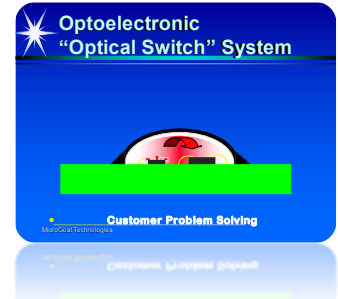 Optoelectronic
“Optical Switch” System
Customer Problem Solving
MicroCoat Technologies